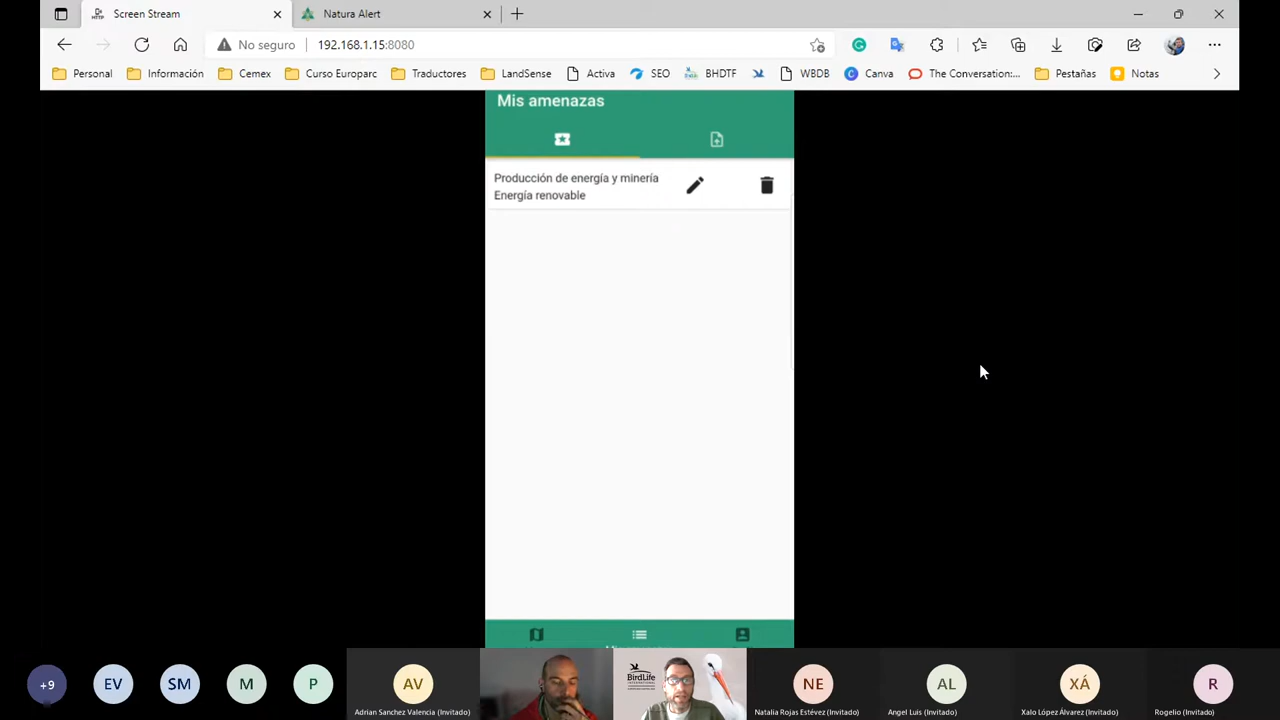 Screen Stream
Natura Alert
No seguro
192.168.1.15:8080
Personal
Información
Cemex
Curso Europarc
Traductores
LandSense
Activa
SEO
BHDTF
WBDB
Canva
The Conversation:...
Pestañas
Notas
Mis amenazas
Producción de energía y minería
Energía renovable
+9
EV
SM
M
P
AV
Adrian Sanchez Valencia (Invitado)
BirdLife
INTERNATIONAL
NE
Natalia Rojas Estévez (Invitado)
AL
Angel Luis (Invitado)
XÁ
Xalo López Álvarez (Invitado)
R
Rogelio (Invitado)